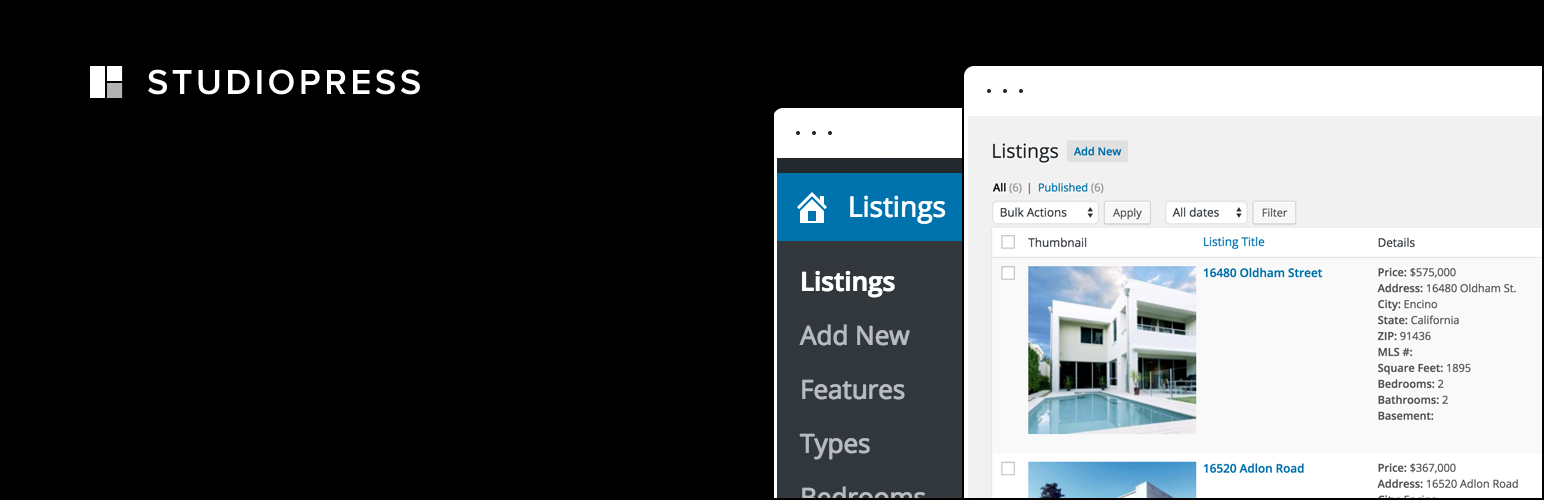 STUDIOPRESS
Listings
Listings
Add New
Features
Types
Bedrooms
Listings Add New
All (6) | Published (6)
Bulk Actions Apply All dates Filter
Thumbnail Listing Title Details
16480 Oldham Street
Price: $575,000
Address: 16480 Oldham St.
City: Encino
State: California
ZIP: 91436
MLS #:
Square Feet: 1895
Bedrooms: 2
Bathrooms: 2
Basement:
16520 Adlon Road
Price: $367,000
Address: 16520 Adlon Road
City: Encino